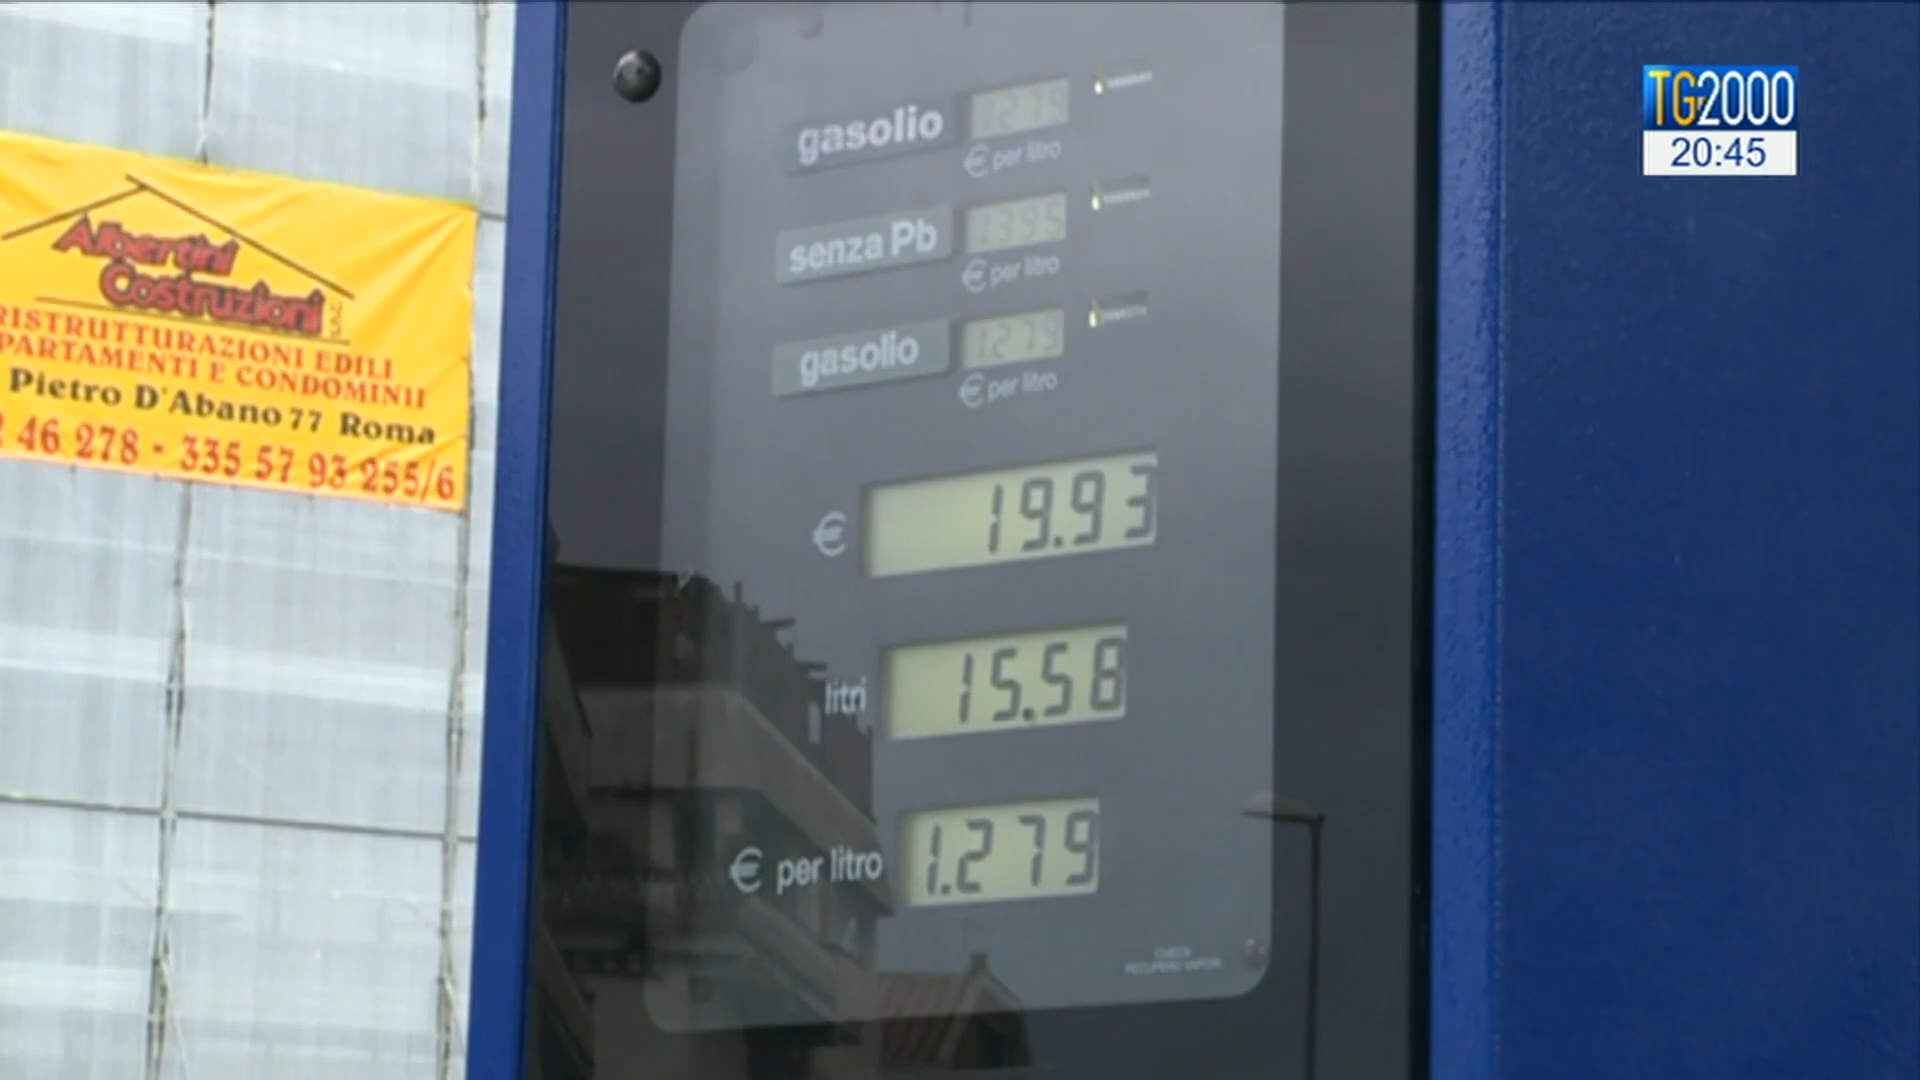 Albertini
Costruzioni
RISTRUTTURAZIONI EDILI
PARTAMENTI E CONDOMINII
Pietro D'Abano 77 Roma
46 278 - 335 57 93 255/6
gasolio
€ per litro
senza Pb 1395
€ per litro
gasolio 1279
€ per litro
€ 19.93
litri 15.58
€ per litro 1.279
TG2000
20:45